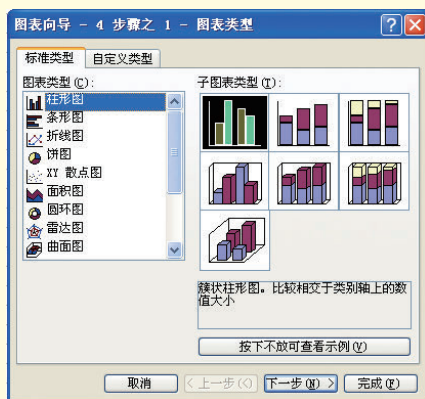 图表向导 - 4 步骤之 1 - 图表类型
标准类型 自定义类型
图表类型(C):
柱形图
条形图
折线图
饼图
XY 散点图
面积图
圆环图
雷达图
曲面图
子图表类型(T):
簇状柱形图。比较相交于类别轴上的数
值大小
按下不放可查看示例(V)
取消 < 上一步(<) 下一步(N) > 完成(F)